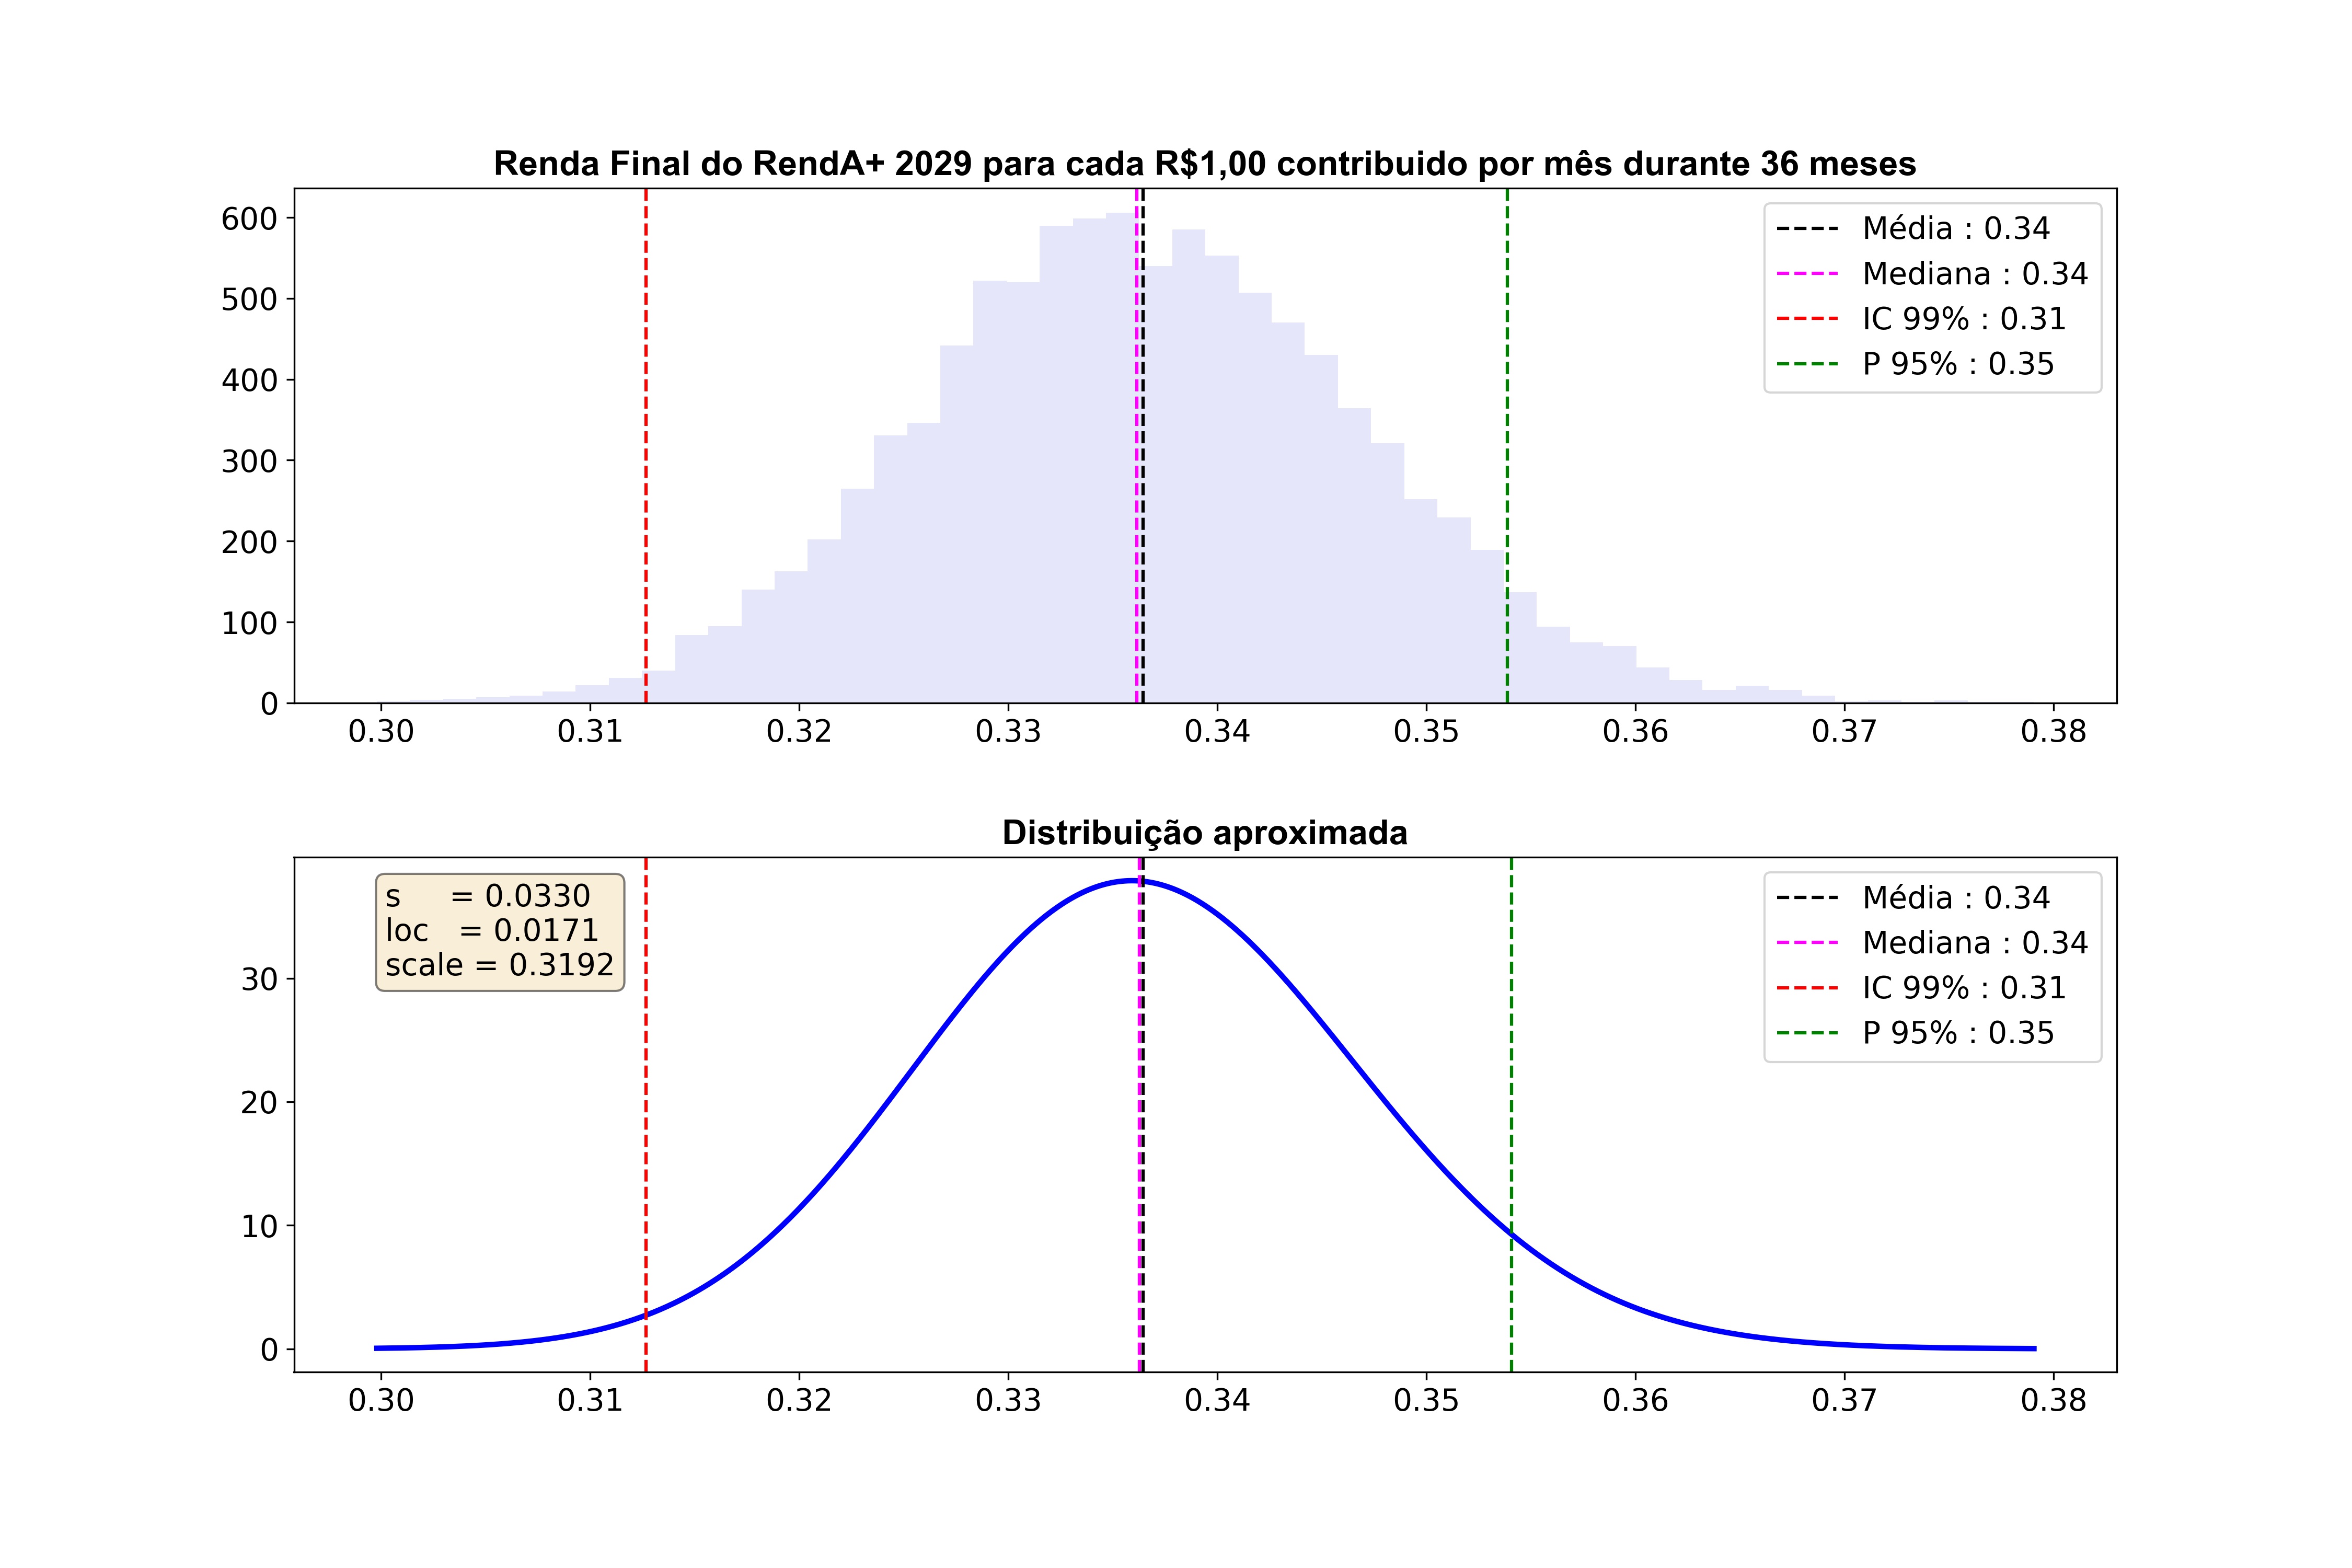 Renda Final do RendA+ 2029 para cada R$1,00 contribuido por mês durante 36 meses
600
500
400
300
200
100
0
Média : 0.34
Mediana : 0.34
IC 99% : 0.31
P 95% : 0.35
0.30 0.31 0.32 0.33 0.34 0.35 0.36 0.37 0.38
Distribuição aproximada
s = 0.0330
loc = 0.0171
scale = 0.3192
30
20
10
0
Média : 0.34
Mediana : 0.34
IC 99% : 0.31
P 95% : 0.35
0.30 0.31 0.32 0.33 0.34 0.35 0.36 0.37 0.38